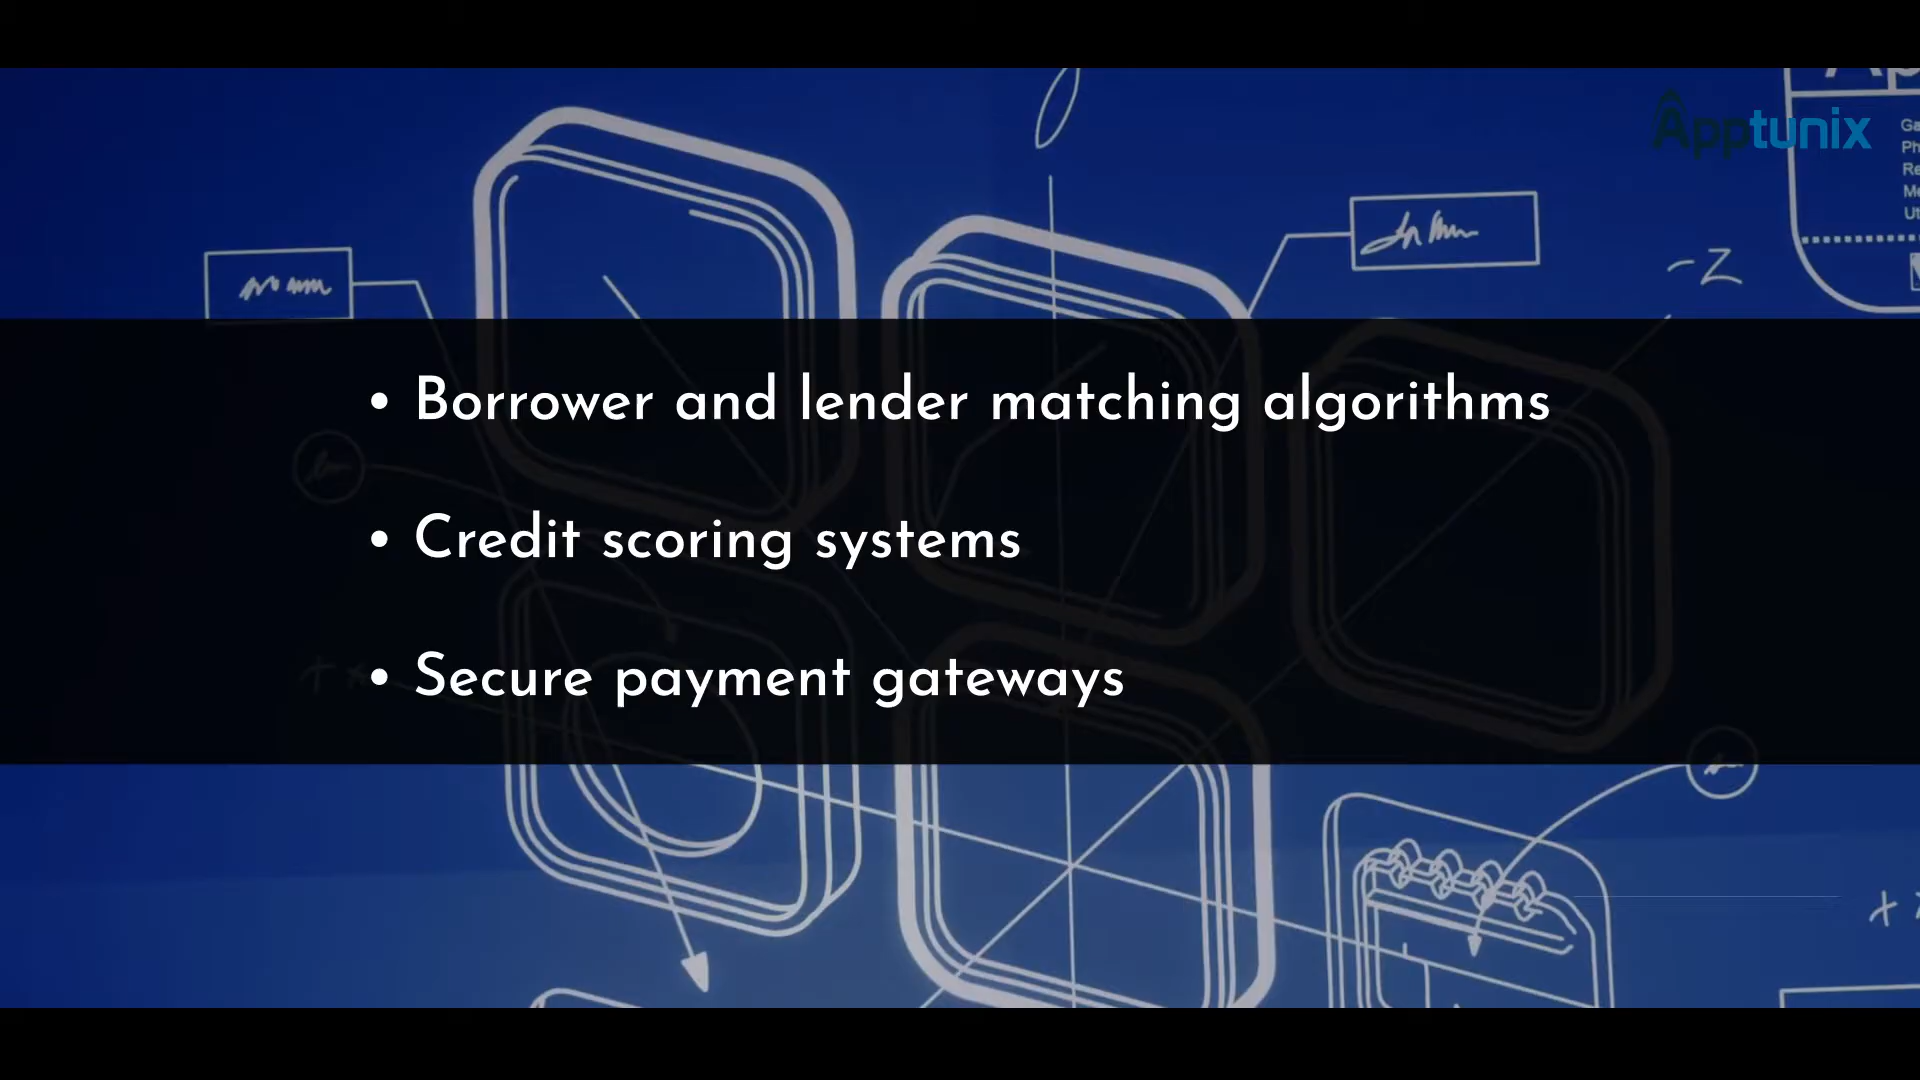 Apptunix
-Z
• Borrower and lender matching algorithms
• Credit scoring systems
• Secure payment gateways